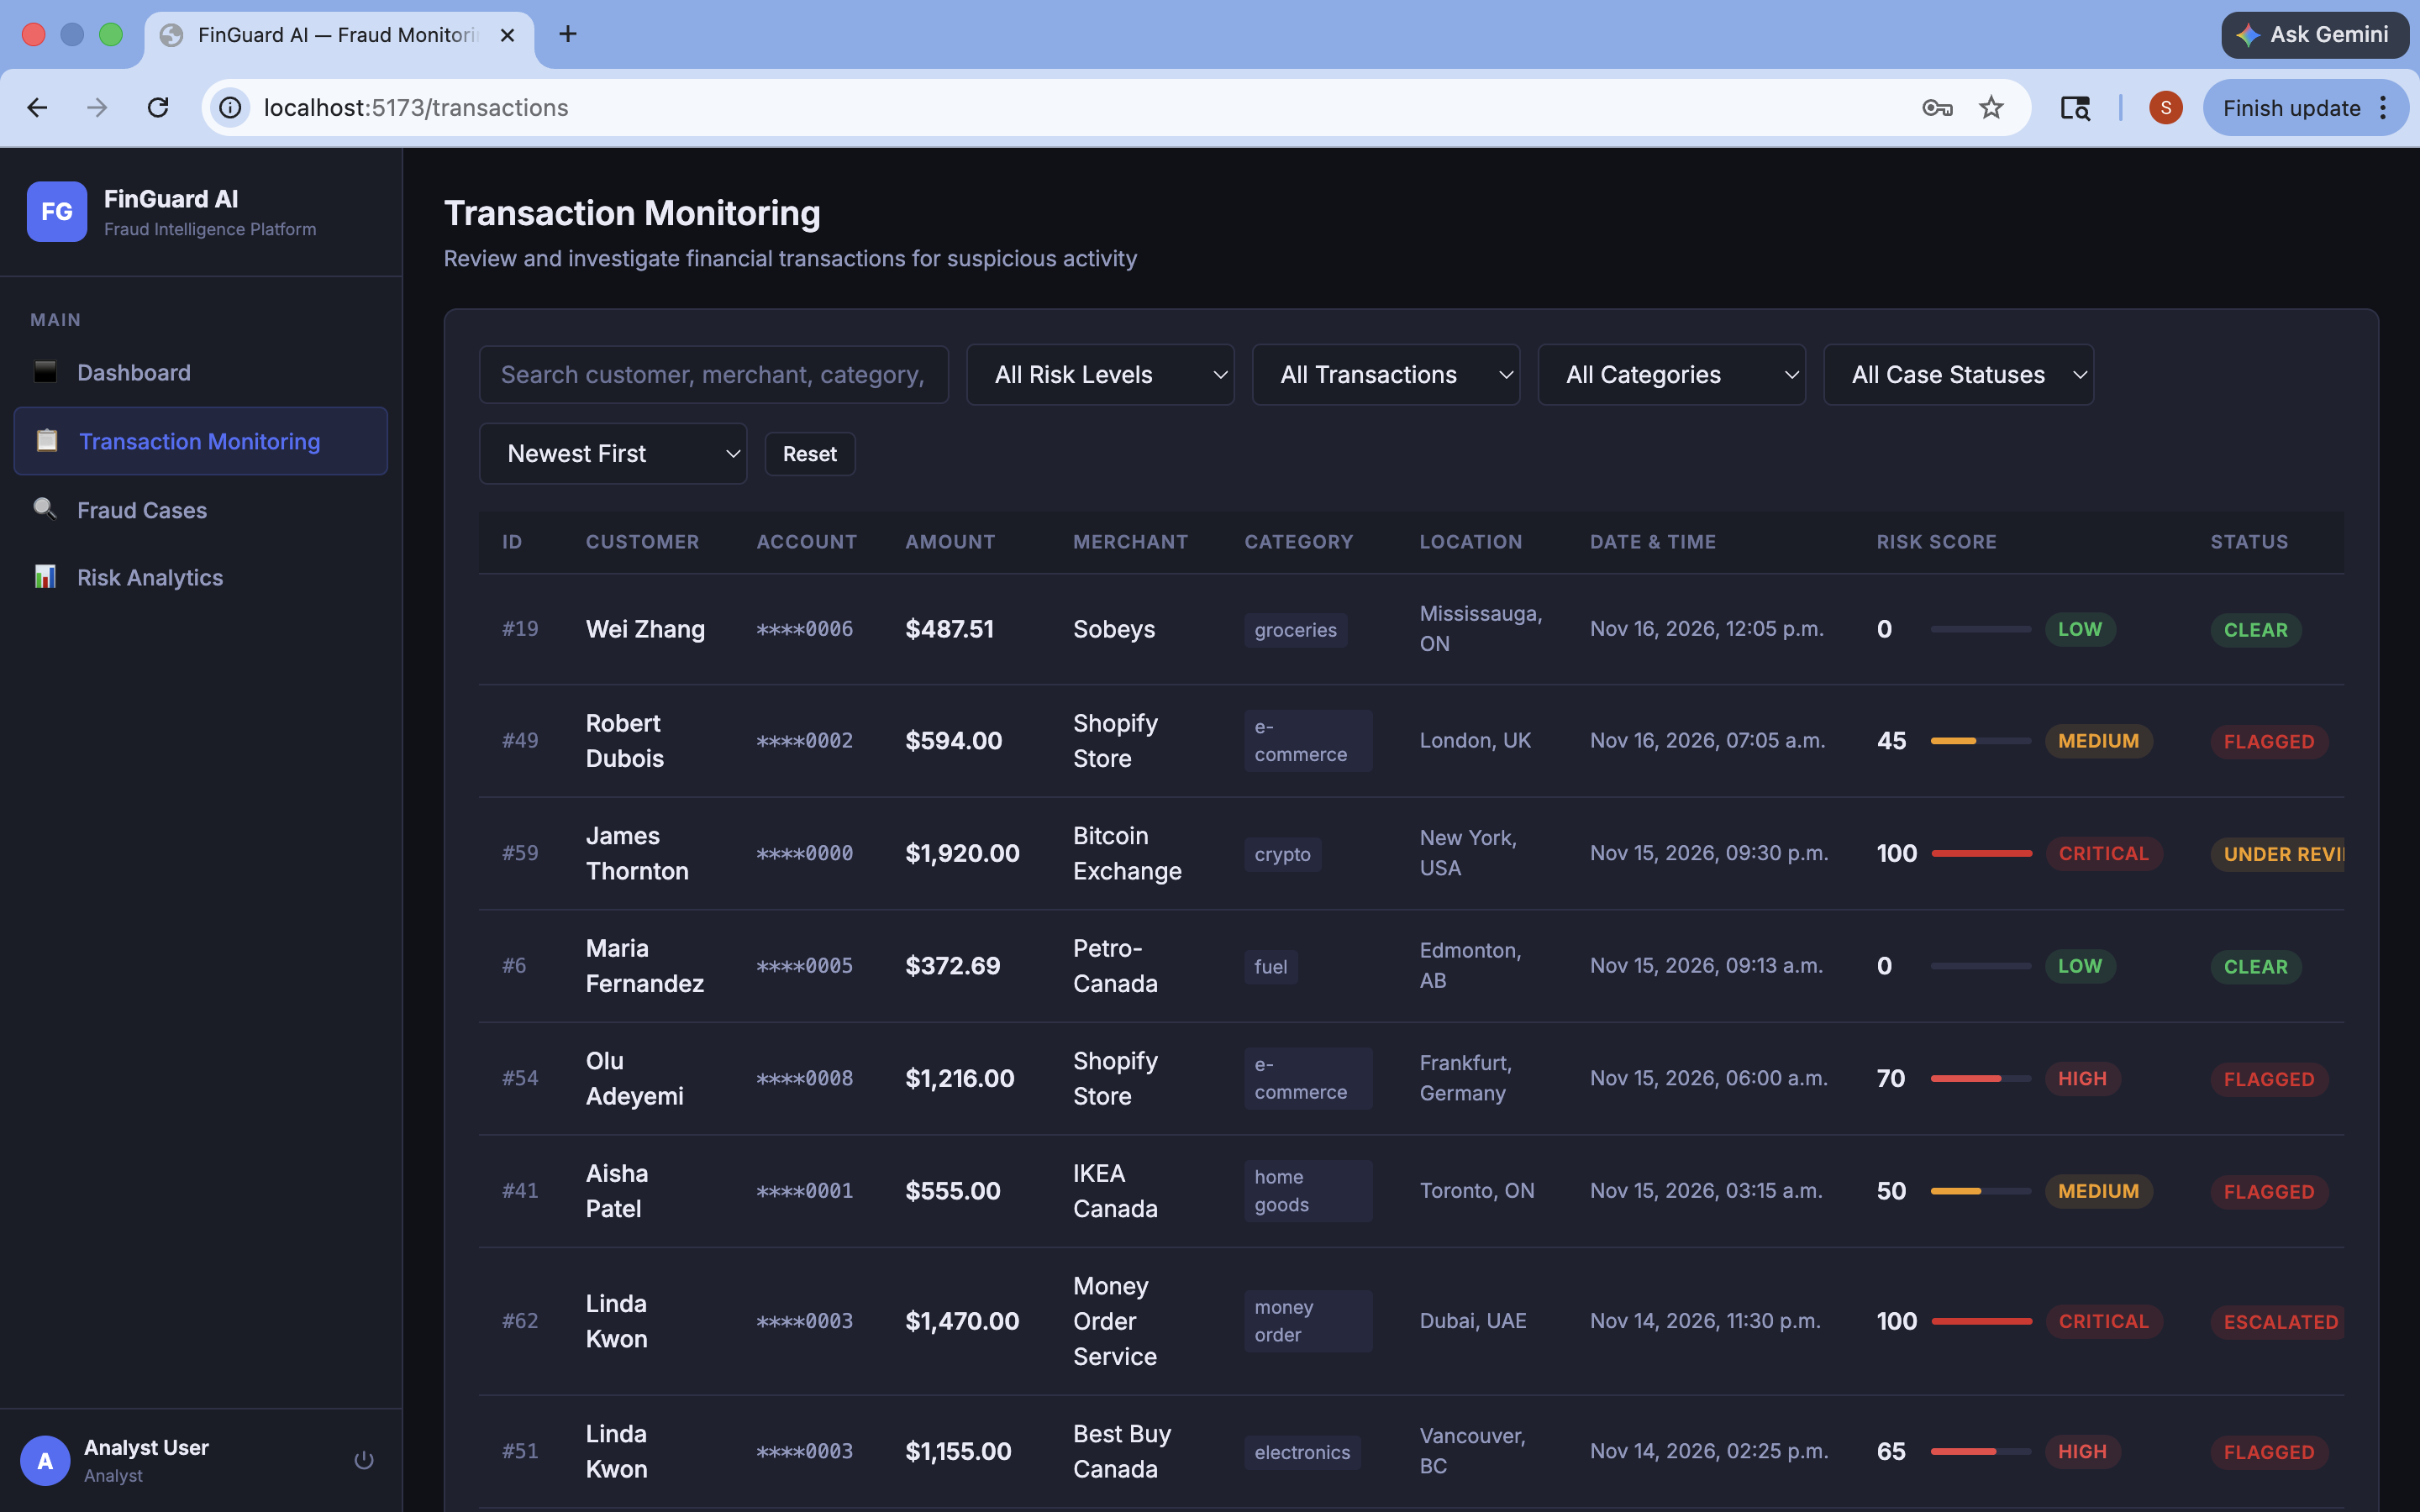 FinGuard AI — Fraud Monitori
Ask Gemini
localhost:5173/transactions
S
Finish update
FG
FinGuard AI
Fraud Intelligence Platform
MAIN
Dashboard
Transaction Monitoring
Fraud Cases
Risk Analytics
A
Analyst User
Analyst
Transaction Monitoring
Review and investigate financial transactions for suspicious activity
Search customer, merchant, category,
All Risk Levels
All Transactions
All Categories
All Case Statuses
Newest First
Reset
ID CUSTOMER ACCOUNT AMOUNT MERCHANT CATEGORY LOCATION DATE & TIME RISK SCORE STATUS
#19 Wei Zhang ****0006 $487.51 Sobeys groceries Mississauga, ON Nov 16, 2026, 12:05 p.m. 0 LOW CLEAR
#49 Robert Dubois ****0002 $594.00 Shopify Store e-commerce London, UK Nov 16, 2026, 07:05 a.m. 45 MEDIUM FLAGGED
#59 James Thornton ****0000 $1,920.00 Bitcoin Exchange crypto New York, USA Nov 15, 2026, 09:30 p.m. 100 CRITICAL UNDER REVI
#6 Maria Fernandez ****0005 $372.69 Petro-Canada fuel Edmonton, AB Nov 15, 2026, 09:13 a.m. 0 LOW CLEAR
#54 Olu Adeyemi ****0008 $1,216.00 Shopify Store e-commerce Frankfurt, Germany Nov 15, 2026, 06:00 a.m. 70 HIGH FLAGGED
#41 Aisha Patel ****0001 $555.00 IKEA Canada home goods Toronto, ON Nov 15, 2026, 03:15 a.m. 50 MEDIUM FLAGGED
#62 Linda Kwon ****0003 $1,470.00 Money Order Service money order Dubai, UAE Nov 14, 2026, 11:30 p.m. 100 CRITICAL ESCALATED
#51 Linda Kwon ****0003 $1,155.00 Best Buy Canada electronics Vancouver, BC Nov 14, 2026, 02:25 p.m. 65 HIGH FLAGGED